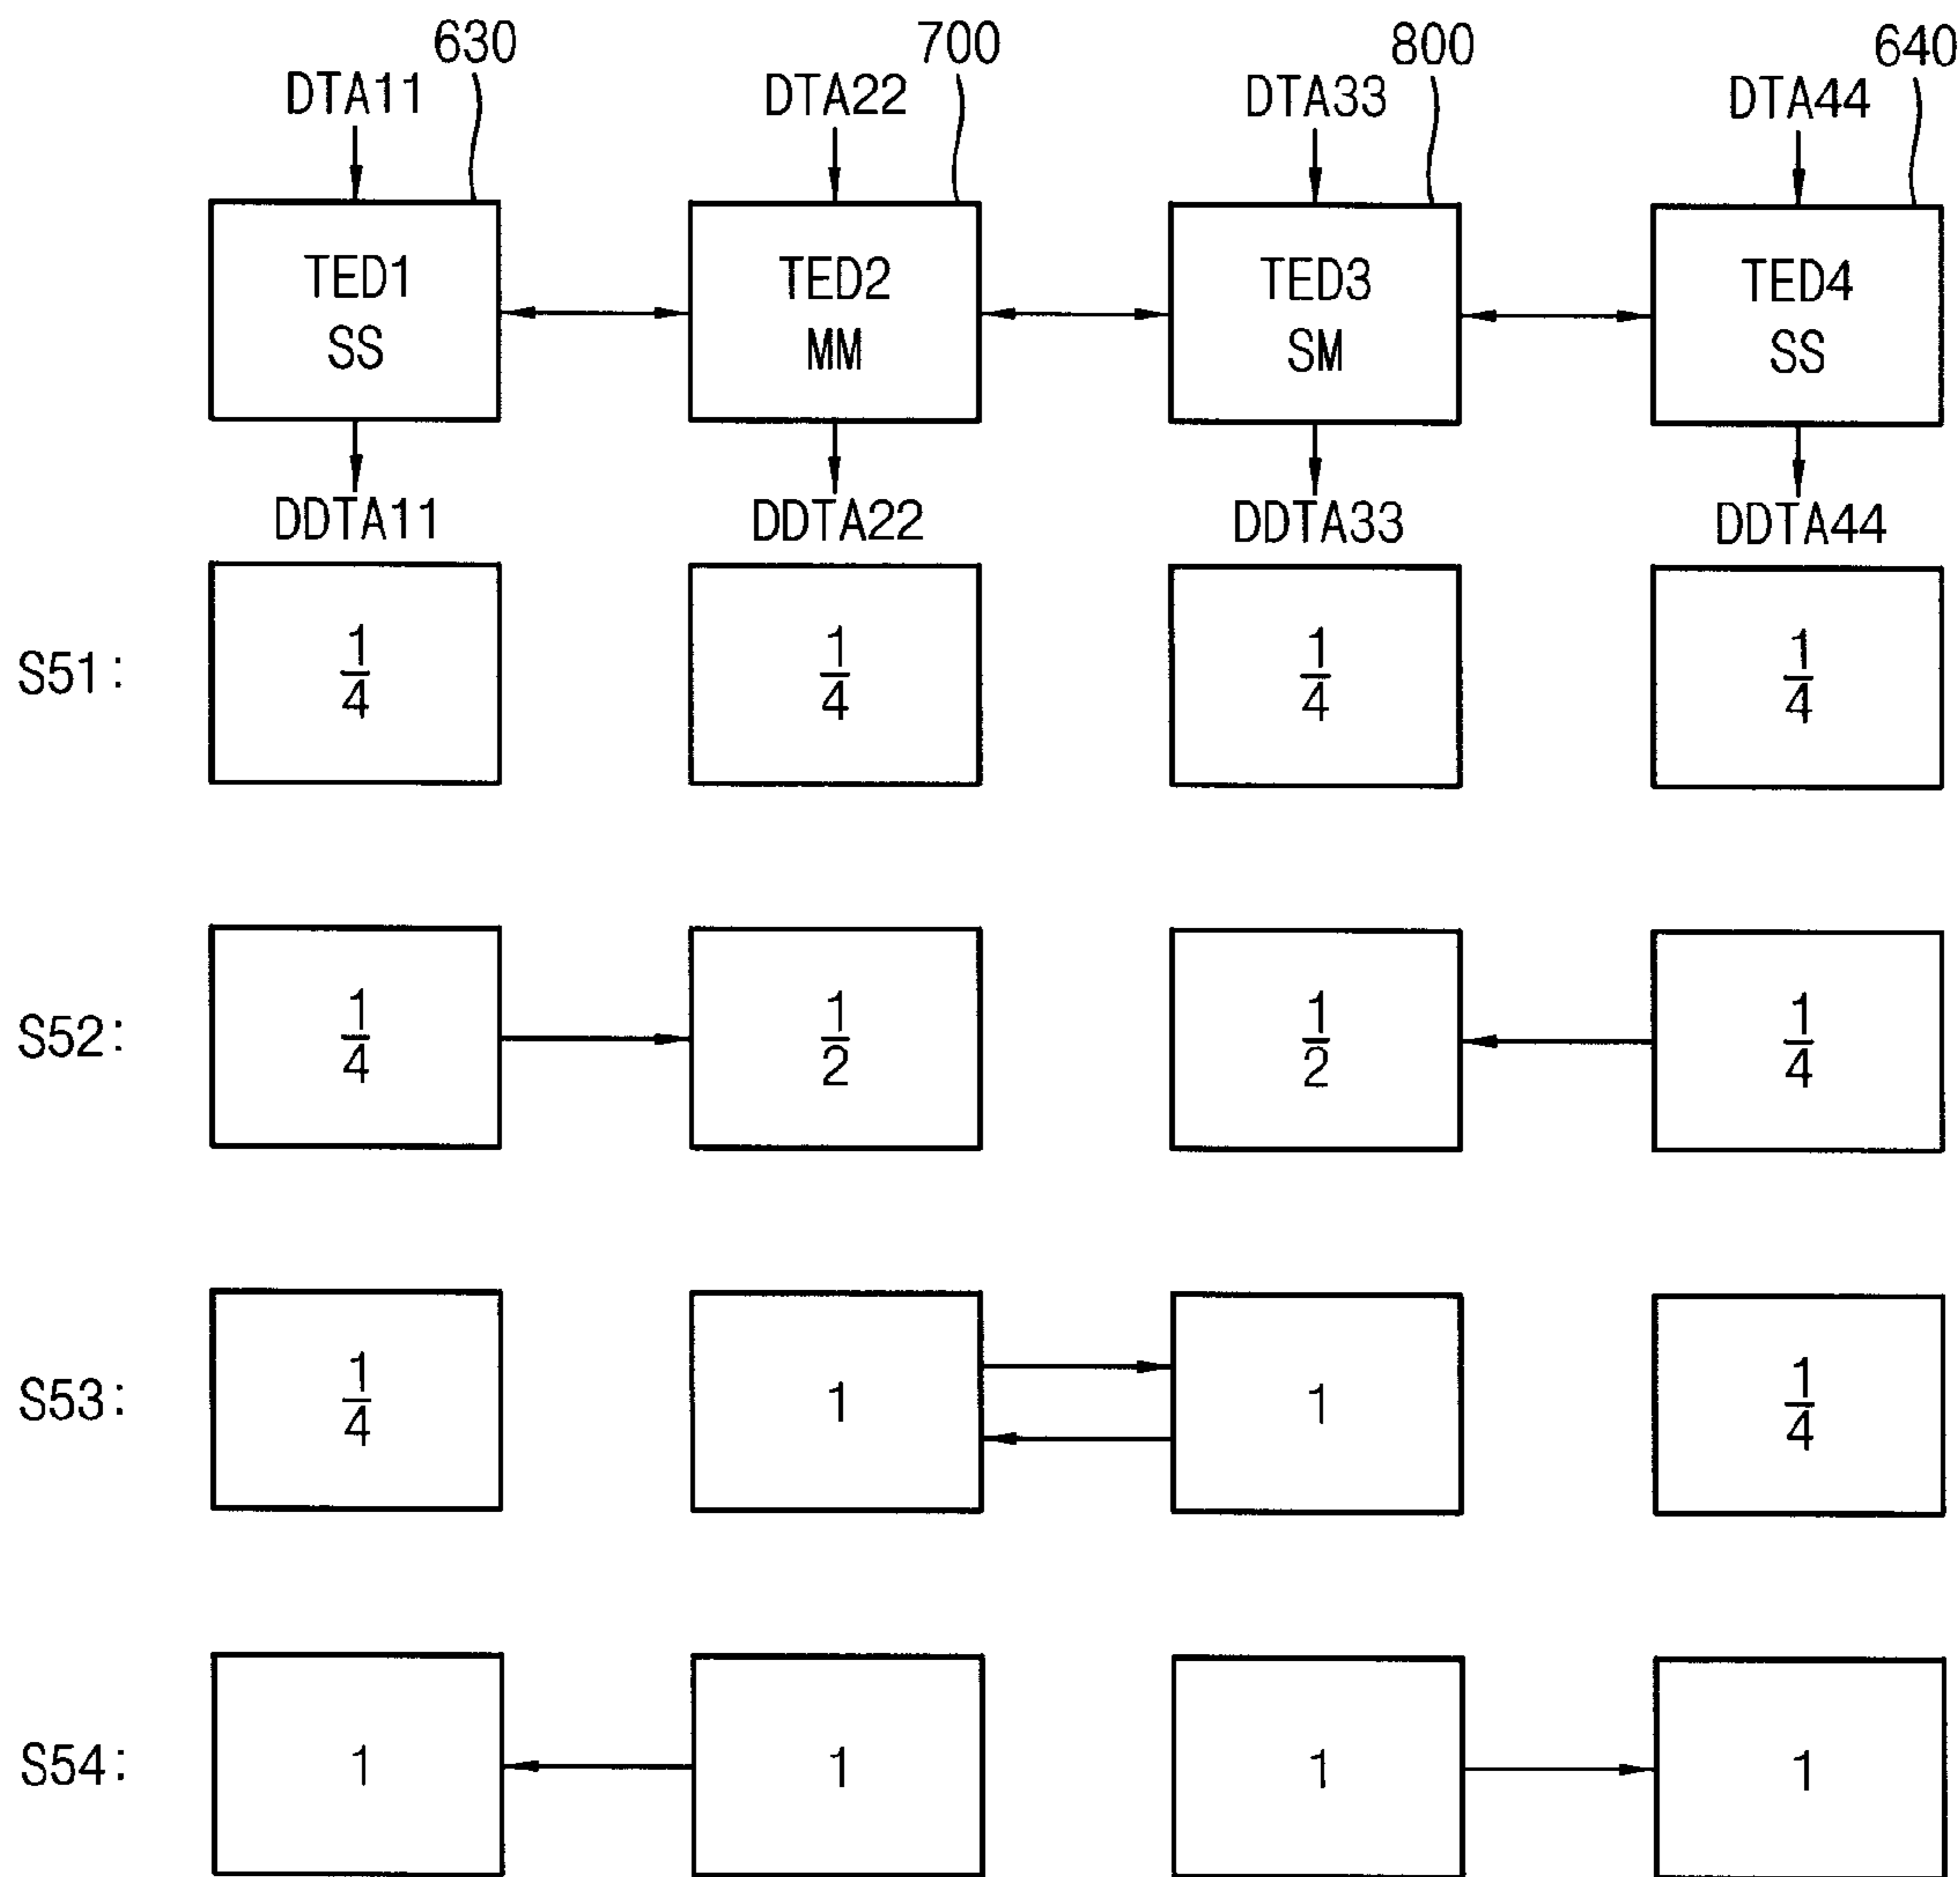 630 700 800 640
DTA11 DTA22 DTA33 DTA44
TED1 TED2 TED3 TED4
SS MM SM SS
DDTA11 DDTA22 DDTA33 DDTA44
S51: 1/4 1/4 1/4 1/4
S52: 1/4 1/2 1/2 1/4
S53: 1/4 1 1 1/4
S54: 1 1 1 1